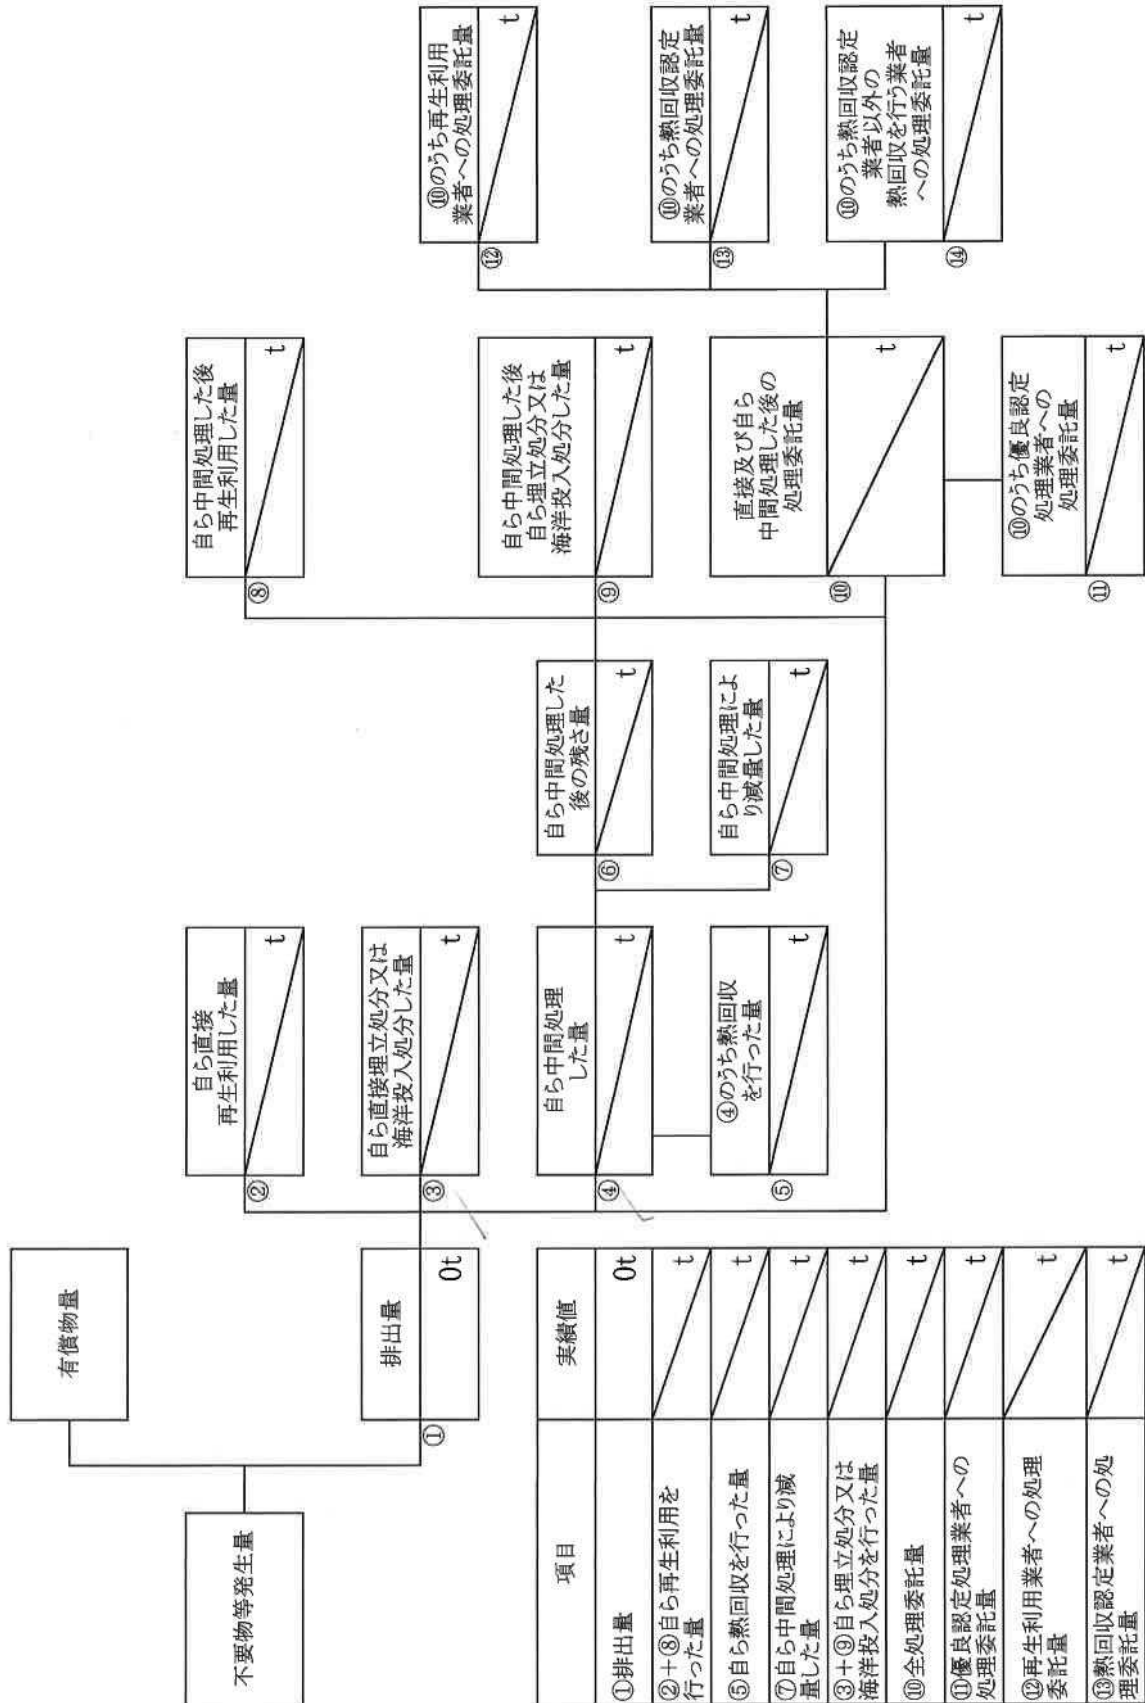 不要物等発生量
有償物量
排出量
①
0t
②
自ら直接
再生利用した量
t
③
自ら直接埋立処分又は
海洋投入処分した量
t
④
自ら中間処理
した量
t
⑤
④のうち熱回収
を行った量
t
⑥
自ら中間処理した
後の残さ量
t
⑦
自ら中間処理によ
り減量した量
t
⑧
自ら中間処理した後
再生利用した量
t
⑨
自ら中間処理した後
自ら埋立処分又は
海洋投入処分した量
t
⑩
直接及び自ら
中間処理した後の
処理委託量
t
⑪
⑩のうち優良認定
処理業者への
処理委託量
t
⑫
⑩のうち再生利用
業者への処理委託量
t
⑬
⑩のうち熱回収認定
業者への処理委託量
t
⑭
⑩のうち熱回収認定
業者以外の
熱回収を行う業者
への処理委託量
t
項目 実績値
①排出量 0t
②+⑧自ら再生利用を
行った量 t
⑤自ら熱回収を行った量 t
⑦自ら中間処理により減
量した量 t
③+⑨自ら埋立処分又は
海洋投入処分を行った量 t
⑩全処理委託量 t
⑪優良認定処理業者への
処理委託量 t
⑫再生利用業者への処理
委託量 t
⑬熱回収認定業者への処
理委託量 t